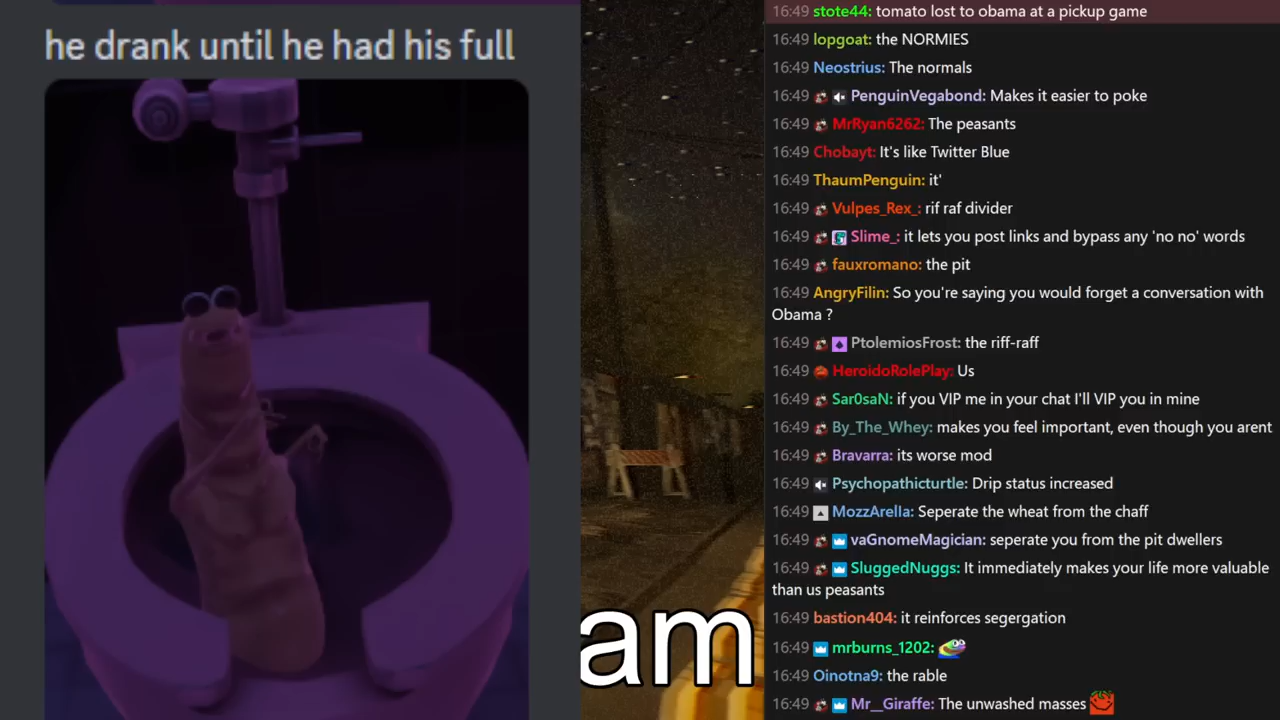 he drank until he had his full
am
16:49 stote44: tomato lost to obama at a pickup game
16:49 lopgoat: the NORMIES
16:49 Neostrius: The normals
16:49 PenguinVegabond: Makes it easier to poke
16:49 MrRyan6262: The peasants
16:49 Chobayt: It's like Twitter Blue
16:49 ThaumPenguin: it'
16:49 Vulpes_Rex_: rif raf divider
16:49 Slime_: it lets you post links and bypass any 'no no' words
16:49 fauxromano: the pit
16:49 AngryFilin: So you're saying you would forget a conversation with
Obama ?
16:49 PtolemiosFrost: the riff-raff
16:49 HeroidoRolePlay: Us
16:49 Sar0saN: if you VIP me in your chat I'll VIP you in mine
16:49 By_The_Whey: makes you feel important, even though you arent
16:49 Bravarra: its worse mod
16:49 Psychopathicturtle: Drip status increased
16:49 MozzArella: Seperate the wheat from the chaff
16:49 vaGnomeMagician: seperate you from the pit dwellers
16:49 SluggedNuggs: It immediately makes your life more valuable
than us peasants
16:49 bastion404: it reinforces segergation
16:49 mrburns_1202:
16:49 Oinotna9: the rable
16:49 Mr__Giraffe: The unwashed masses